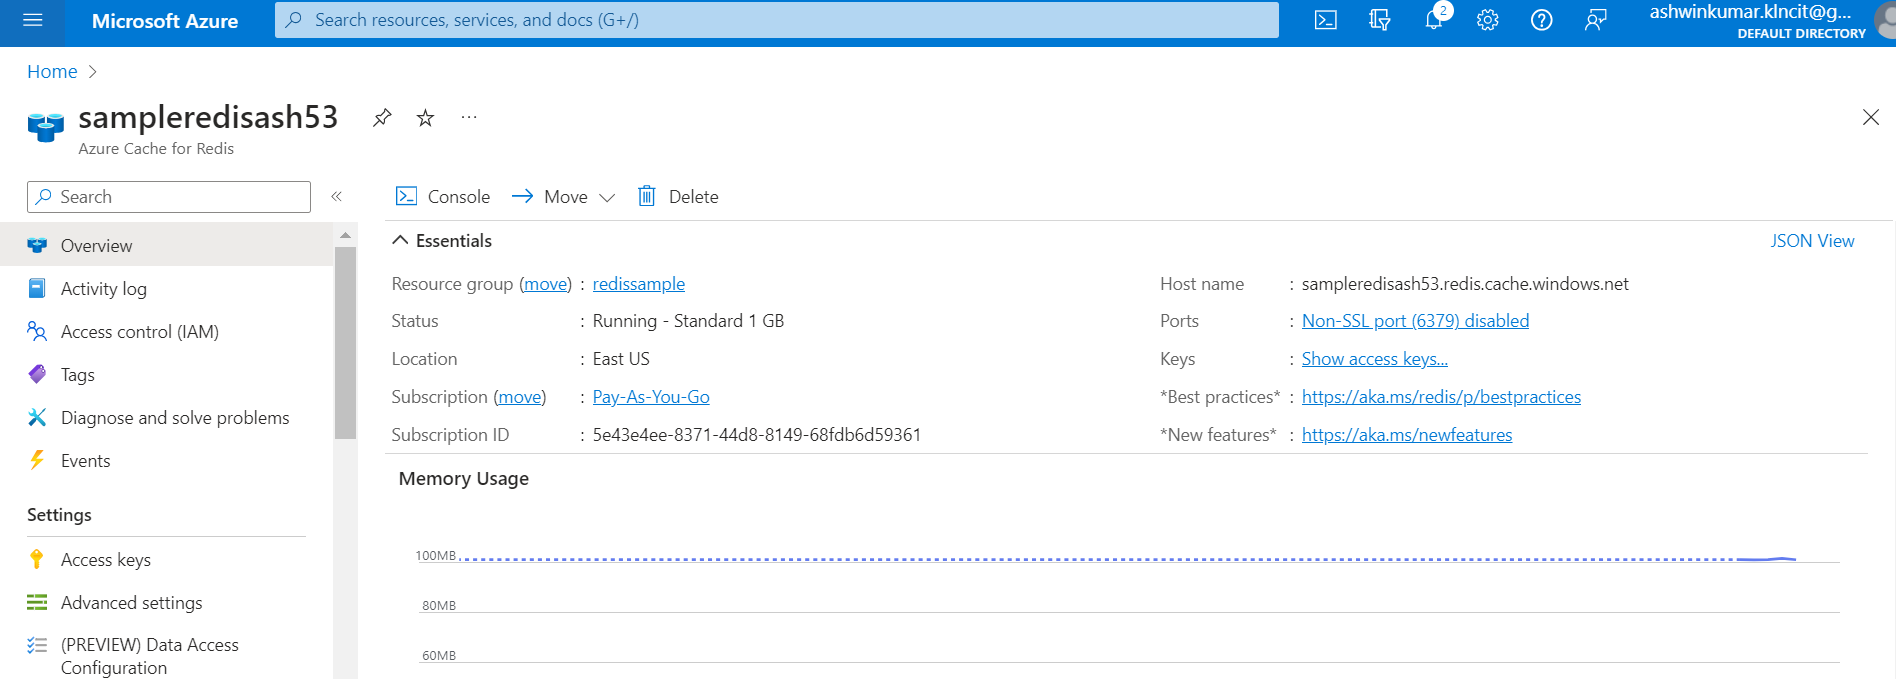 Microsoft Azure
Search resources, services, and docs (G+/)
2
ashwinkumar.klncit@g...
DEFAULT DIRECTORY
Home
sampleredisash53
Azure Cache for Redis
Search
Console
Move
Delete
Overview
Activity log
Access control (IAM)
Tags
Diagnose and solve problems
Events
Settings
Access keys
Advanced settings
(PREVIEW) Data Access
Configuration
Essentials
JSON View
Resource group (move) : redissample
Status : Running - Standard 1 GB
Location : East US
Subscription (move) : Pay-As-You-Go
Subscription ID : 5e43e4ee-8371-44d8-8149-68fdb6d59361
Host name : sampleredisash53.redis.cache.windows.net
Ports : Non-SSL port (6379) disabled
Keys : Show access keys...
*Best practices* : https://aka.ms/redis/p/bestpractices
*New features* : https://aka.ms/newfeatures
Memory Usage
100MB
80MB
60MB